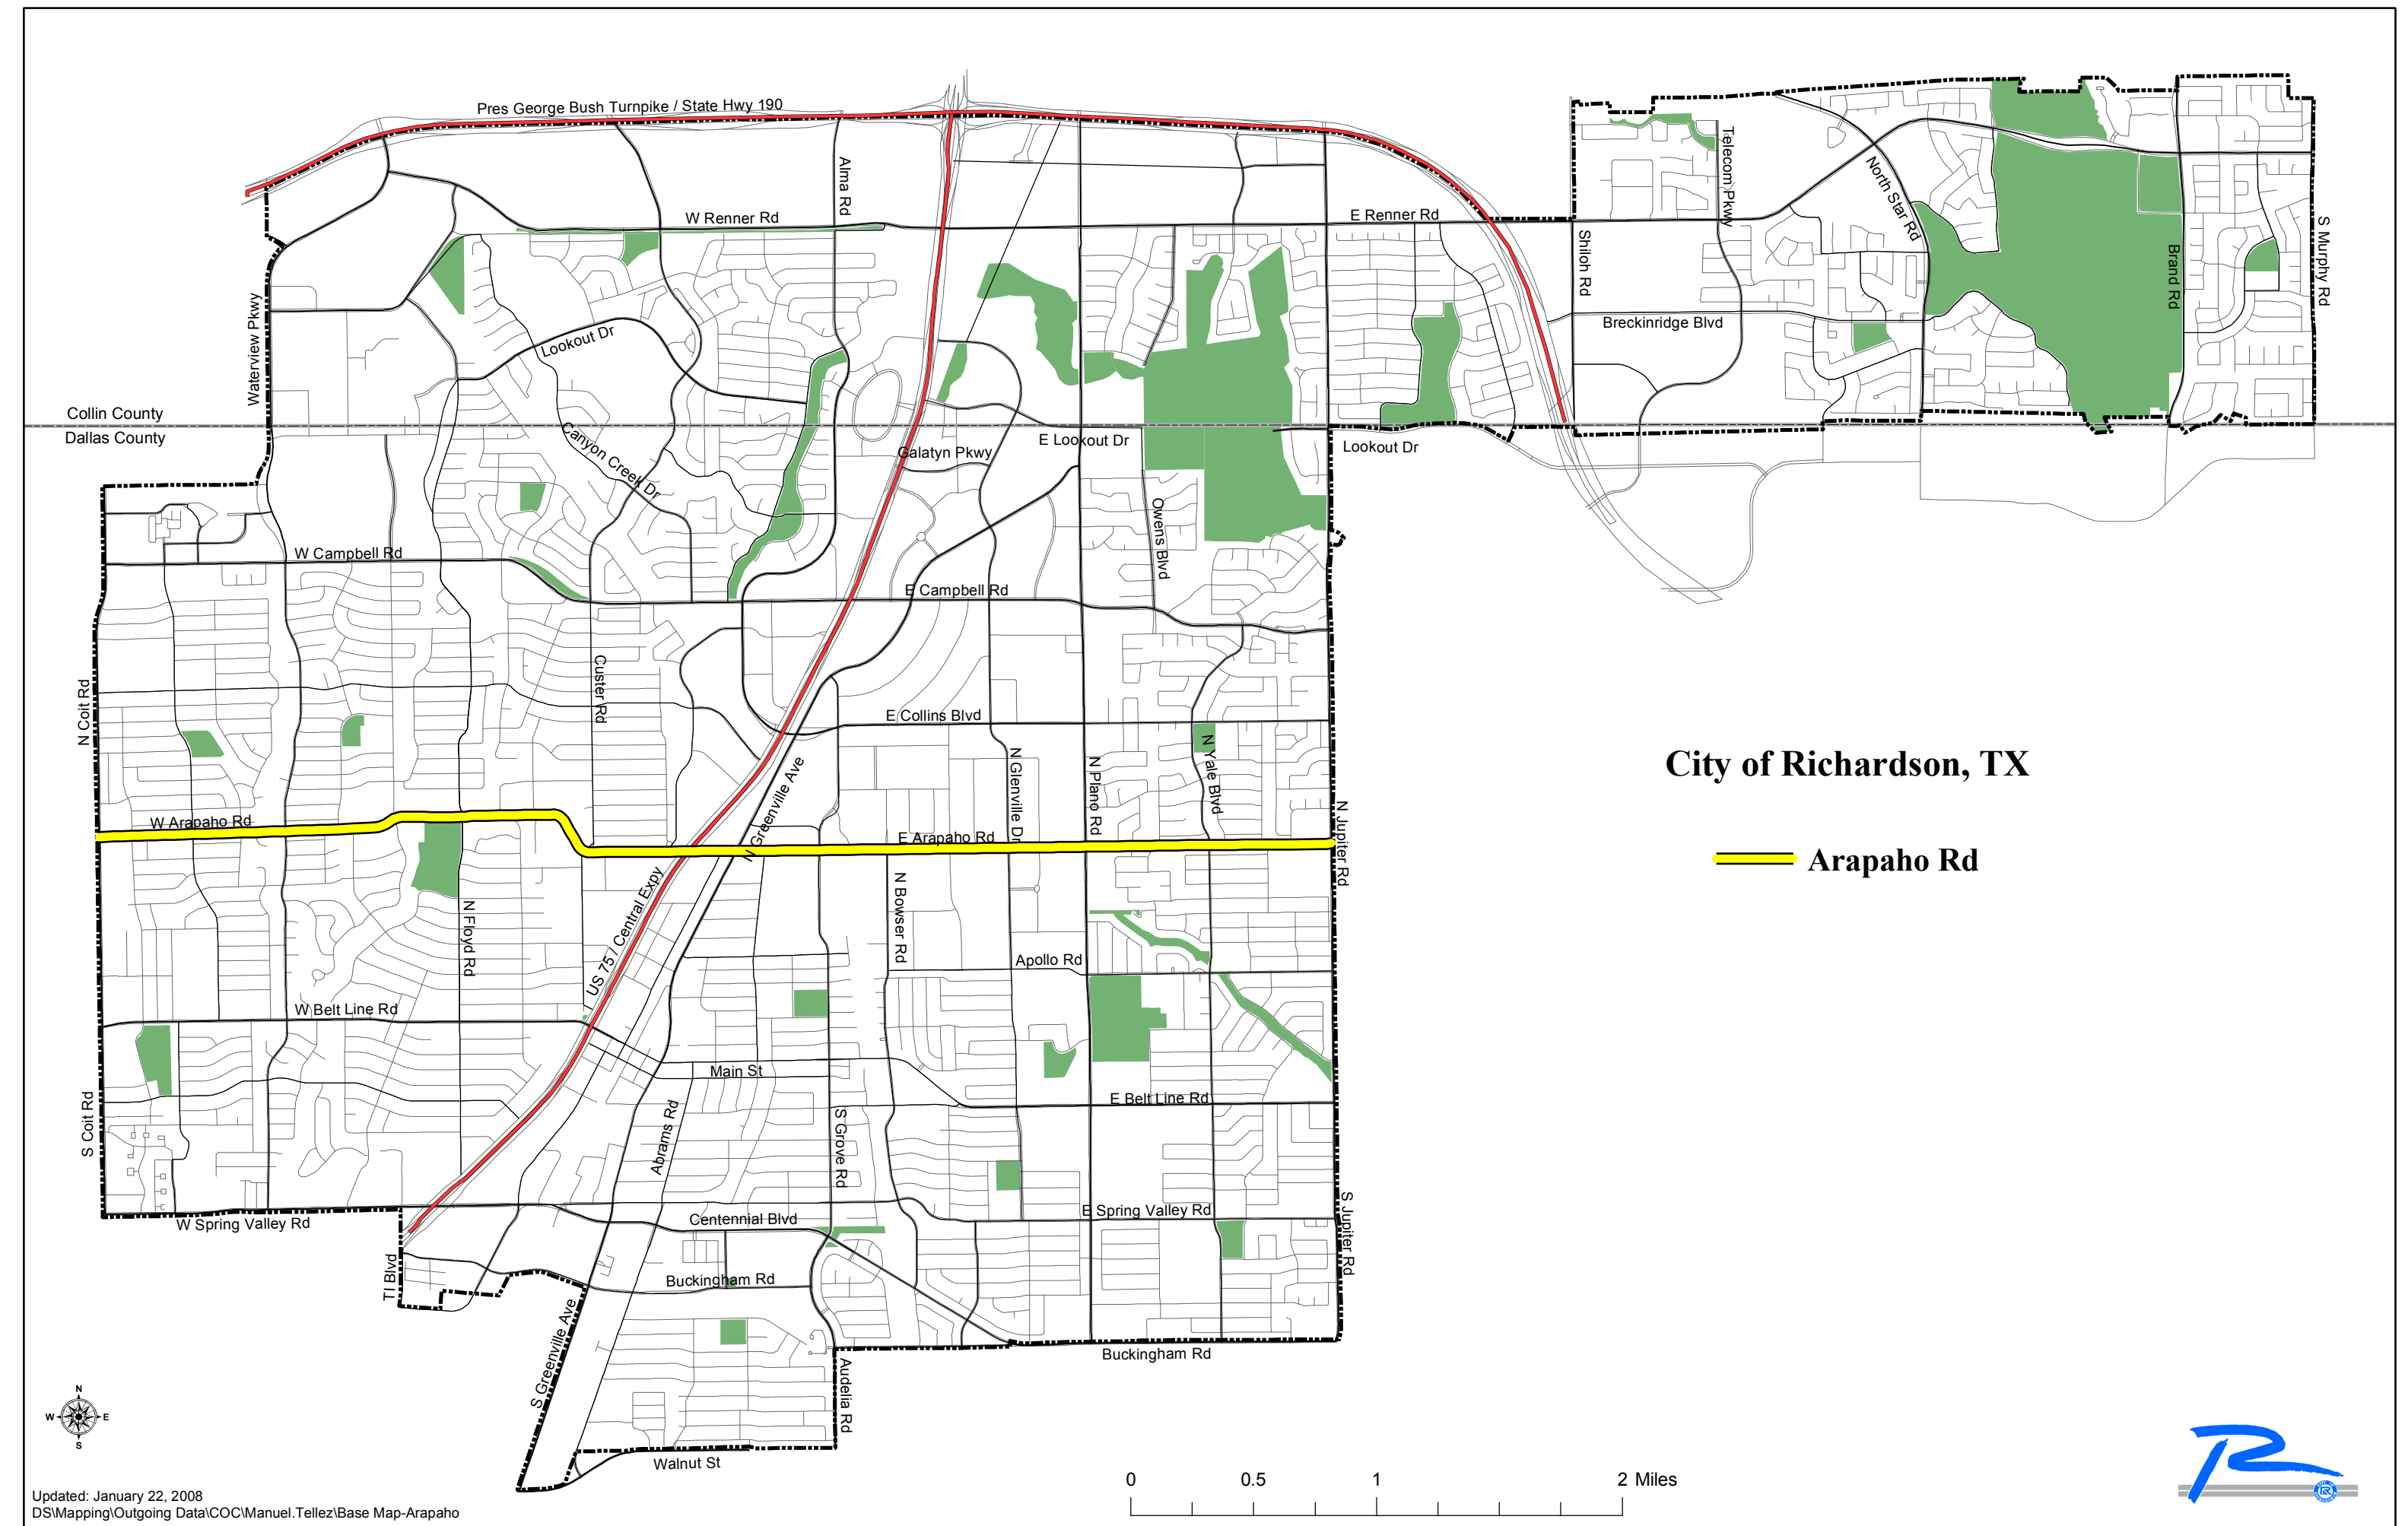 Pres George Bush Turnpike / State Hwy 190
Alma Rd
W Renner Rd
E Renner Rd
Telecom Pkwy
North Star Rd
Shiloh Rd
Brand Rd
S Murphy Rd
Waterview Pkwy
Lookout Dr
Breckinridge Blvd
Collin County
Dallas County
Canyon Creek Dr
Galatyn Pkwy
E Lookout Dr
Lookout Dr
Owens Blvd
W Campbell Rd
E Campbell Rd
N Coit Rd
Custer Rd
E Collins Blvd
N Greenville Ave
N Glenville Dr
N Plano Rd
N Yale Blvd
N Jupiter Rd
City of Richardson, TX
W Arapaho Rd
E Arapaho Rd
Arapaho Rd
US 75 / Central Expy
N Floyd Rd
N Bowser Rd
Apollo Rd
W Belt Line Rd
Main St
E Belt Line Rd
S Coit Rd
Abrams Rd
S Grove Rd
W Spring Valley Rd
Centennial Blvd
E Spring Valley Rd
S Jupiter Rd
TI Blvd
Buckingham Rd
S Greenville Ave
Buckingham Rd
Audelia Rd
Walnut St
N
W E
S
0 0.5 1 2 Miles
Updated: January 22, 2008
DS\Mapping\Outgoing Data\COC\Manuel.Tellez\Base Map-Arapaho
R